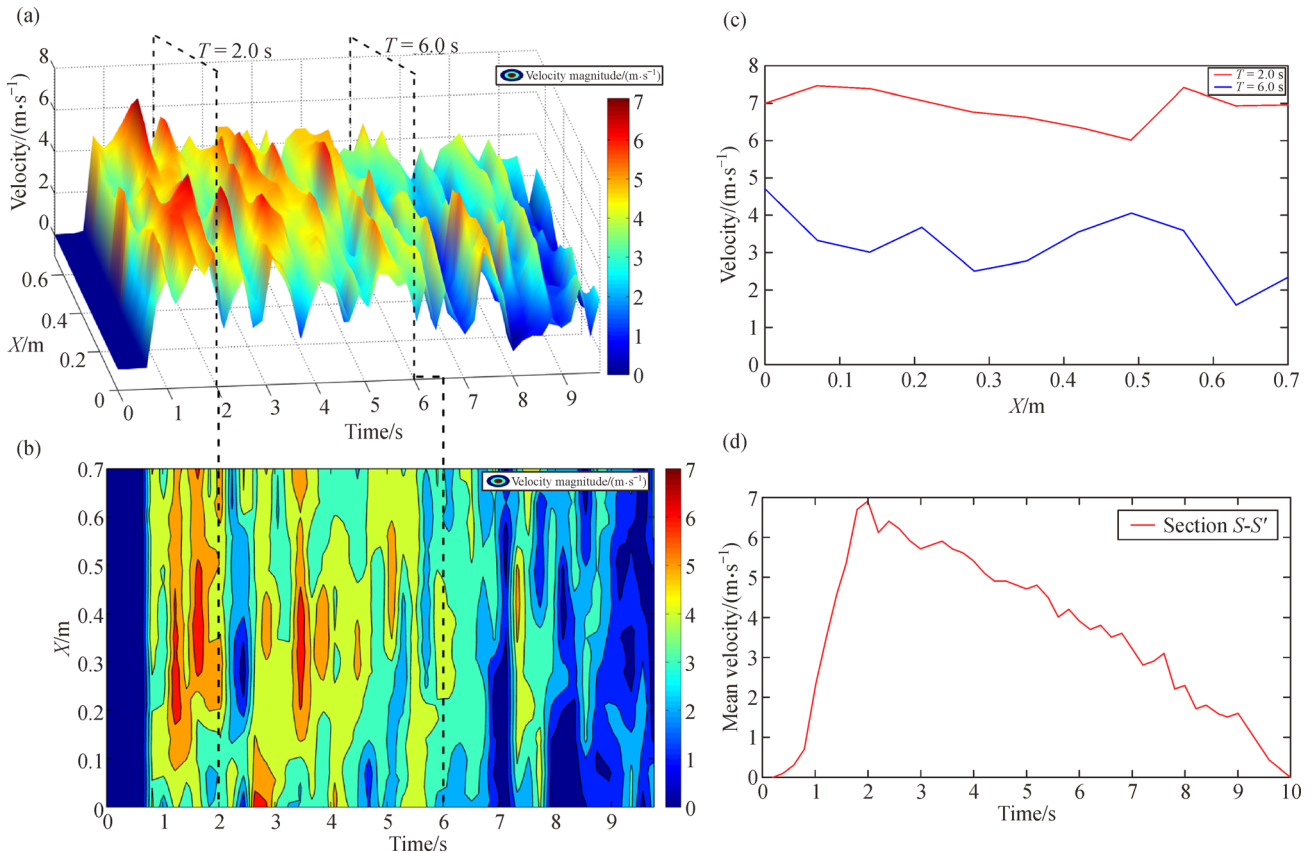 (a)
T = 2.0 s
T = 6.0 s
Velocity magnitude/(m·s⁻¹)
Velocity/(m·s⁻¹)
8
6
4
2
0
0.6
0.4
0.2
0
X/m
0 1 2 3 4 5 6 7 8 9
Time/s
7
6
5
4
3
2
1
0
(b)
Velocity magnitude/(m·s⁻¹)
X/m
0.7
0.6
0.5
0.4
0.3
0.2
0.1
0
0 1 2 3 4 5 6 7 8 9
Time/s
7
6
5
4
3
2
1
0
(c)
T = 2.0 s
T = 6.0 s
Velocity/(m·s⁻¹)
8
7
6
5
4
3
2
1
0
0 0.1 0.2 0.3 0.4 0.5 0.6 0.7
X/m
(d)
Section S-S′
Mean velocity/(m·s⁻¹)
7
6
5
4
3
2
1
0
0 1 2 3 4 5 6 7 8 9 10
Time/s